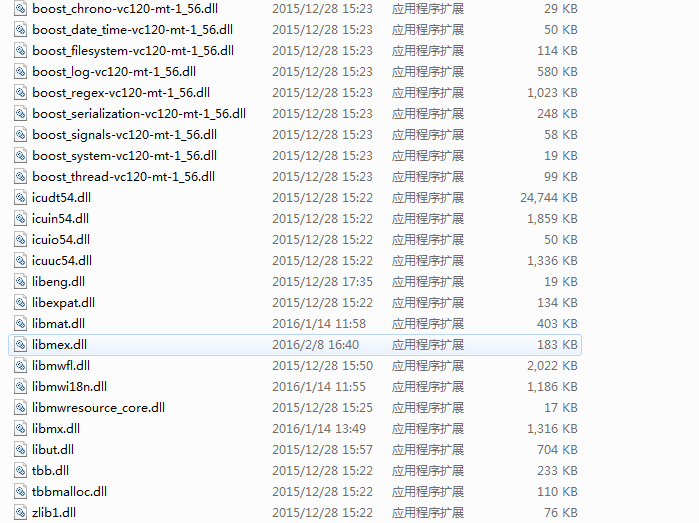 boost_chrono-vc120-mt-1_56.dll 2015/12/28 15:23 应用程序扩展 29 KB
boost_date_time-vc120-mt-1_56.dll 2015/12/28 15:23 应用程序扩展 50 KB
boost_filesystem-vc120-mt-1_56.dll 2015/12/28 15:23 应用程序扩展 114 KB
boost_log-vc120-mt-1_56.dll 2015/12/28 15:23 应用程序扩展 580 KB
boost_regex-vc120-mt-1_56.dll 2015/12/28 15:23 应用程序扩展 1,023 KB
boost_serialization-vc120-mt-1_56.dll 2015/12/28 15:23 应用程序扩展 248 KB
boost_signals-vc120-mt-1_56.dll 2015/12/28 15:23 应用程序扩展 58 KB
boost_system-vc120-mt-1_56.dll 2015/12/28 15:23 应用程序扩展 19 KB
boost_thread-vc120-mt-1_56.dll 2015/12/28 15:23 应用程序扩展 99 KB
icudt54.dll 2015/12/28 15:22 应用程序扩展 24,744 KB
icuin54.dll 2015/12/28 15:22 应用程序扩展 1,859 KB
icuio54.dll 2015/12/28 15:22 应用程序扩展 50 KB
icuuc54.dll 2015/12/28 15:22 应用程序扩展 1,336 KB
libeng.dll 2015/12/28 17:35 应用程序扩展 19 KB
libexpat.dll 2015/12/28 15:22 应用程序扩展 134 KB
libmat.dll 2016/1/14 11:58 应用程序扩展 403 KB
libmex.dll 2016/2/8 16:40 应用程序扩展 183 KB
libmwfl.dll 2015/12/28 15:50 应用程序扩展 2,022 KB
libmwi18n.dll 2016/1/14 11:55 应用程序扩展 1,186 KB
libmwresource_core.dll 2015/12/28 15:25 应用程序扩展 17 KB
libmx.dll 2016/1/14 13:49 应用程序扩展 1,316 KB
libut.dll 2015/12/28 15:57 应用程序扩展 704 KB
tbb.dll 2015/12/28 15:22 应用程序扩展 233 KB
tbbmalloc.dll 2015/12/28 15:22 应用程序扩展 110 KB
zlib1.dll 2015/12/28 15:22 应用程序扩展 76 KB